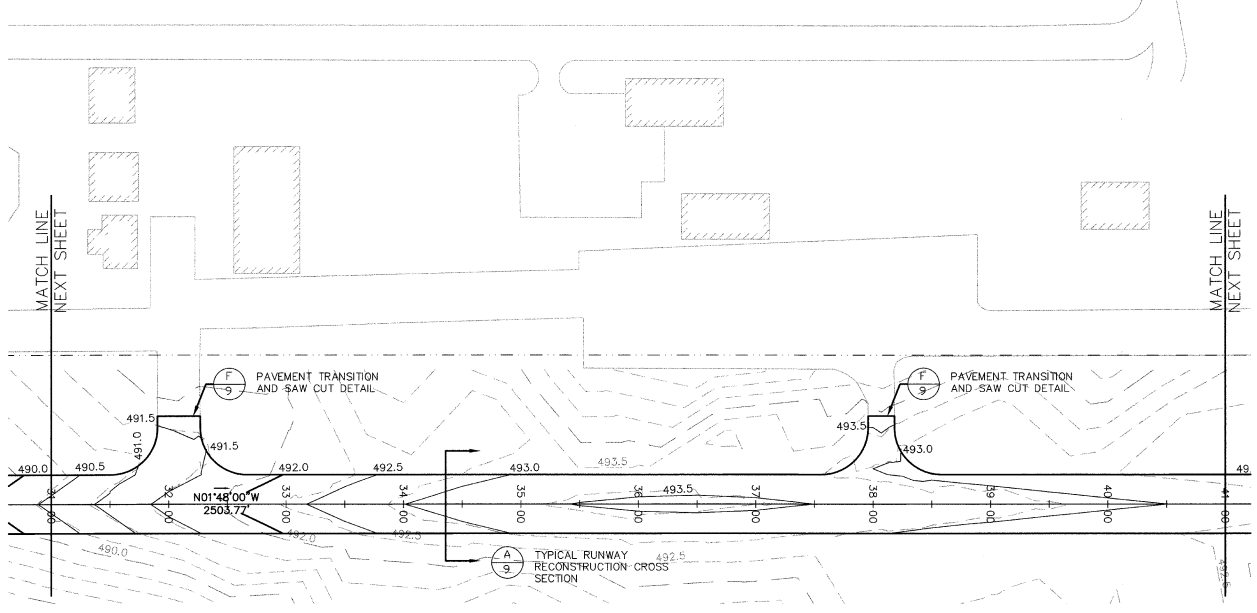 MATCH LINE
NEXT SHEET
MATCH LINE
NEXT SHEET
F
9
PAVEMENT TRANSITION
AND SAW CUT DETAIL
F
9
PAVEMENT TRANSITION
AND SAW CUT DETAIL
491.5
491.0
491.5
493.5
493.0
490.0
490.5
492.0
492.5
493.0
493.5
49
31 00
32 00
N01°48'00"W
2503.77'
33 00
34 00
35 00
493.5
37 00
38 00
39 00
40 00
41 00
490.0
492.0
492.5
A
9
TYPICAL RUNWAY
RECONSTRUCTION CROSS
SECTION
492.5
492.5